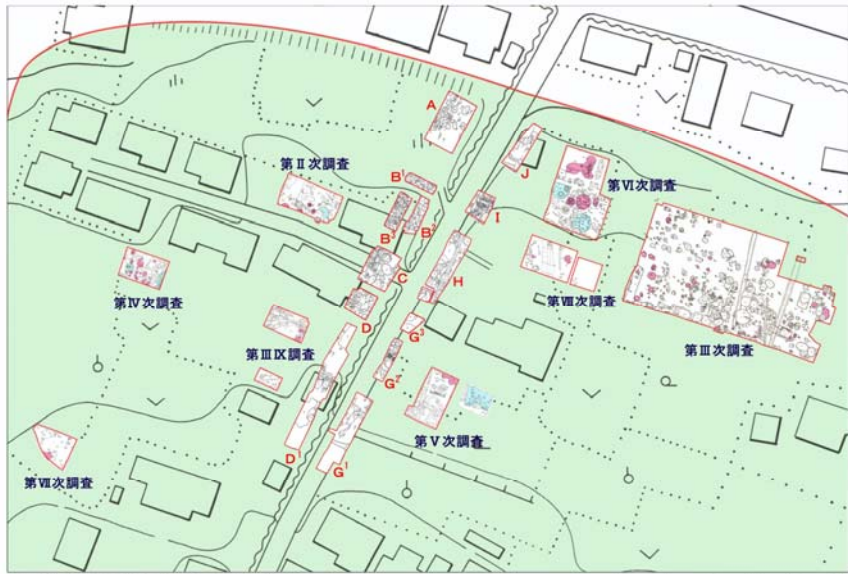 A
J
第Ⅱ次調査
B¹
第Ⅵ次調査
B³
B²
I
C
H
第Ⅳ次調査
第Ⅷ次調査
D
G³
第ⅢⅨ調査
第Ⅲ次調査
G²
第Ⅴ次調査
D¹
G¹
第Ⅶ次調査